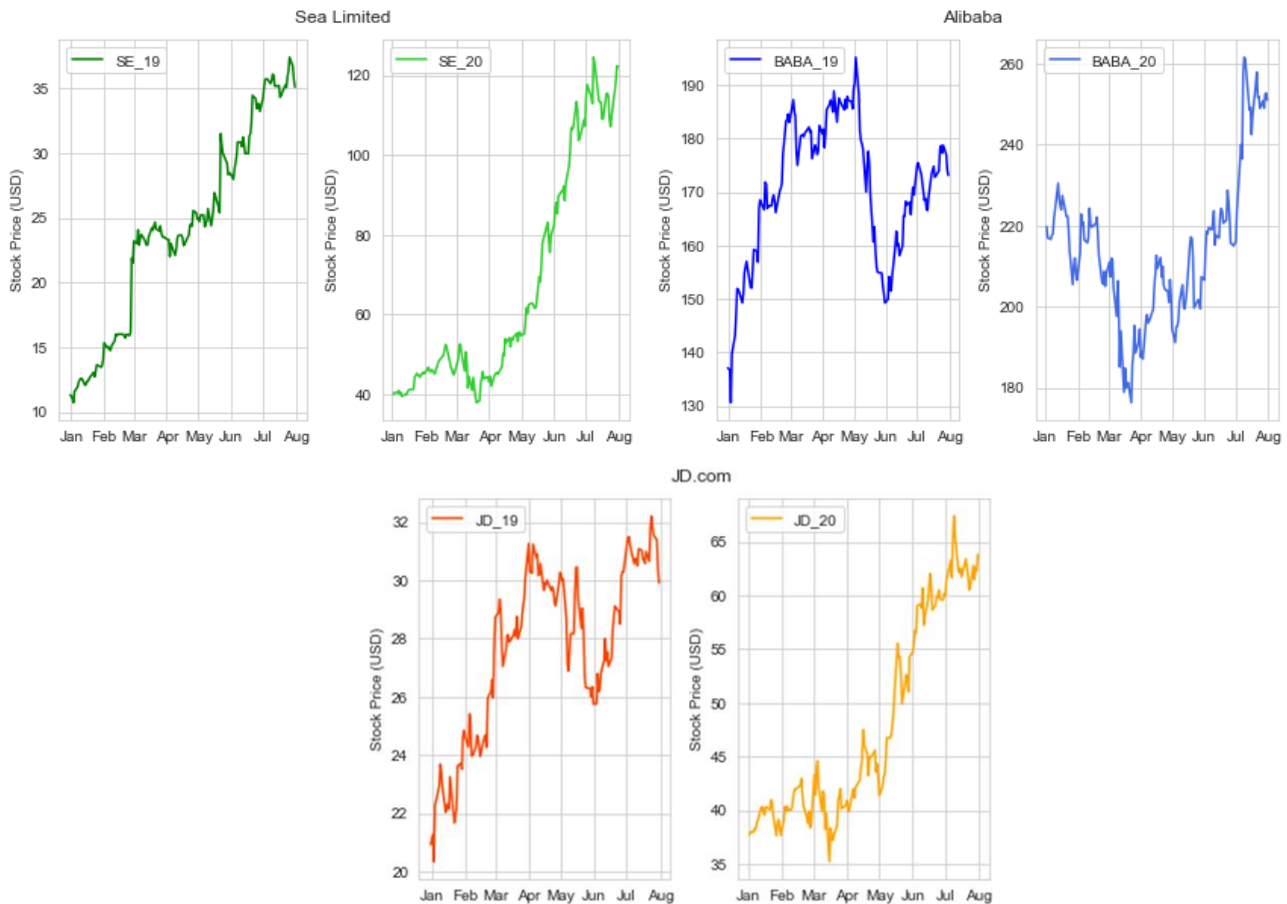 Sea Limited
Alibaba
SE_19
SE_20
BABA_19
BABA_20
Stock Price (USD)
35
30
25
20
15
10
Jan Feb Mar Apr May Jun Jul Aug
Stock Price (USD)
120
100
80
60
40
Jan Feb Mar Apr May Jun Jul Aug
Stock Price (USD)
190
180
170
160
150
140
130
Jan Feb Mar Apr May Jun Jul Aug
Stock Price (USD)
260
240
220
200
180
Jan Feb Mar Apr May Jun Jul Aug
JD.com
JD_19
JD_20
Stock Price (USD)
32
30
28
26
24
22
20
Jan Feb Mar Apr May Jun Jul Aug
Stock Price (USD)
65
60
55
50
45
40
35
Jan Feb Mar Apr May Jun Jul Aug